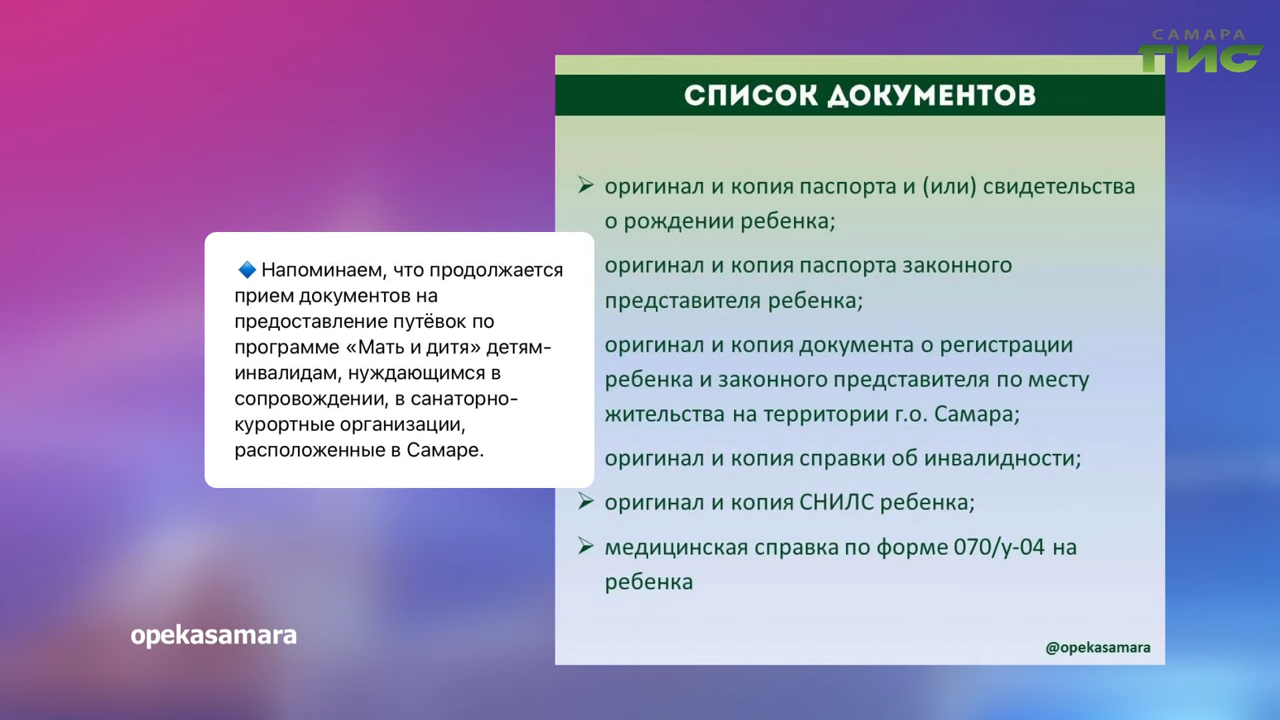 САМАРА
ГИС
СПИСОК ДОКУМЕНТОВ
оригинал и копия паспорта и (или) свидетельства
о рождении ребенка;
оригинал и копия паспорта законного
представителя ребенка;
оригинал и копия документа о регистрации
ребенка и законного представителя по месту
жительства на территории г.о. Самара;
оригинал и копия справки об инвалидности;
оригинал и копия СНИЛС ребенка;
медицинская справка по форме 070/у-04 на
ребенка
@opekasamara
Напоминаем, что продолжается
прием документов на
предоставление путёвок по
программе «Мать и дитя» детям-
инвалидам, нуждающимся в
сопровождении, в санаторно-
курортные организации,
расположенные в Самаре.
opekasamara